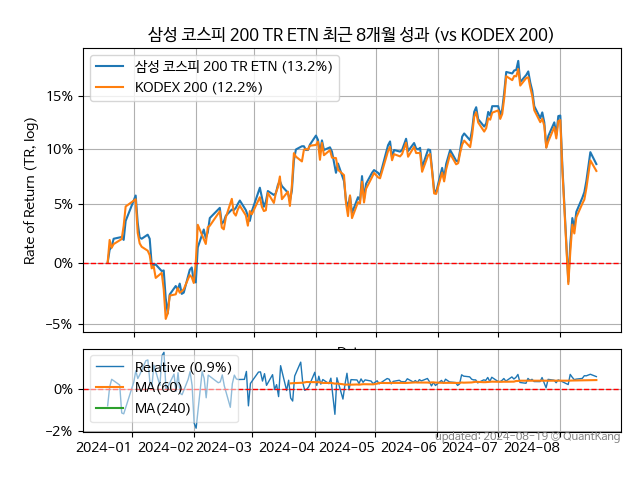 삼성 코스피 200 TR ETN 최근 8개월 성과 (vs KODEX 200)
삼성 코스피 200 TR ETN (13.2%)
KODEX 200 (12.2%)
Rate of Return (TR, log)
15%
10%
5%
0%
−5%
Relative (0.9%)
MA(60)
MA(240)
0%
−2%
2024−01 2024−02 2024−03 2024−04 2024−05 2024−06 2024−07 2024−08
updated: 2024−08−19 © QuantKang